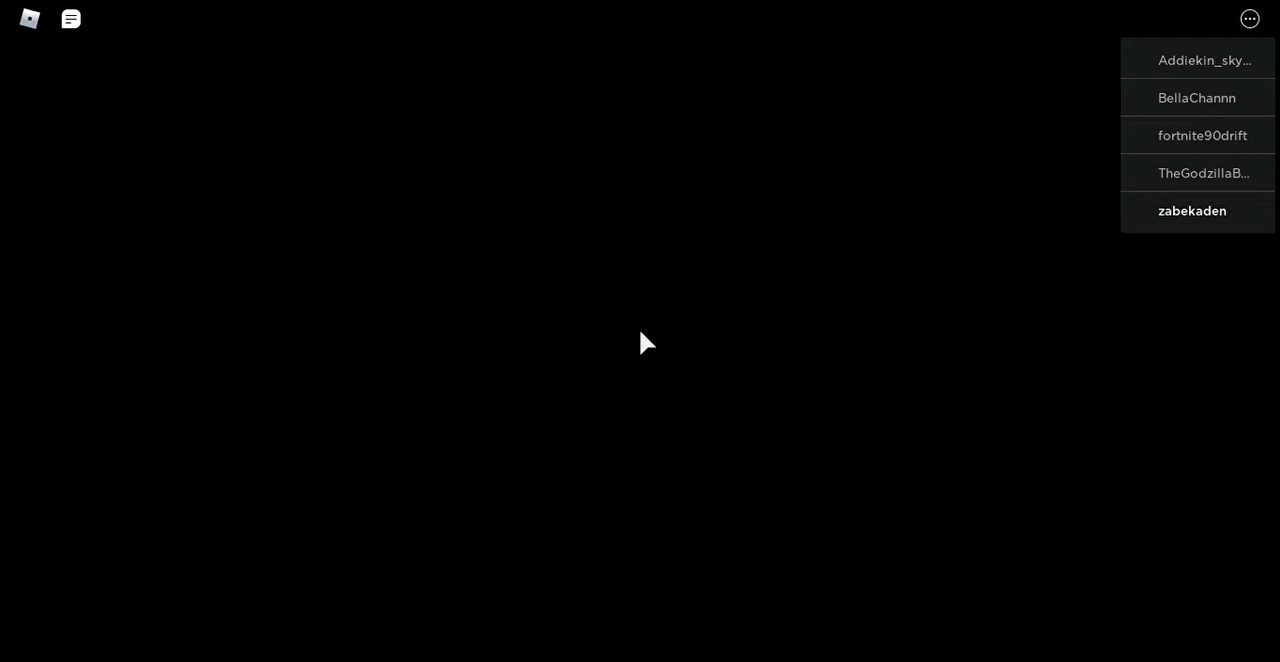 Addiekin_sky...
BellaChannn
fortnite90drift
TheGodzillaB...
zabekaden